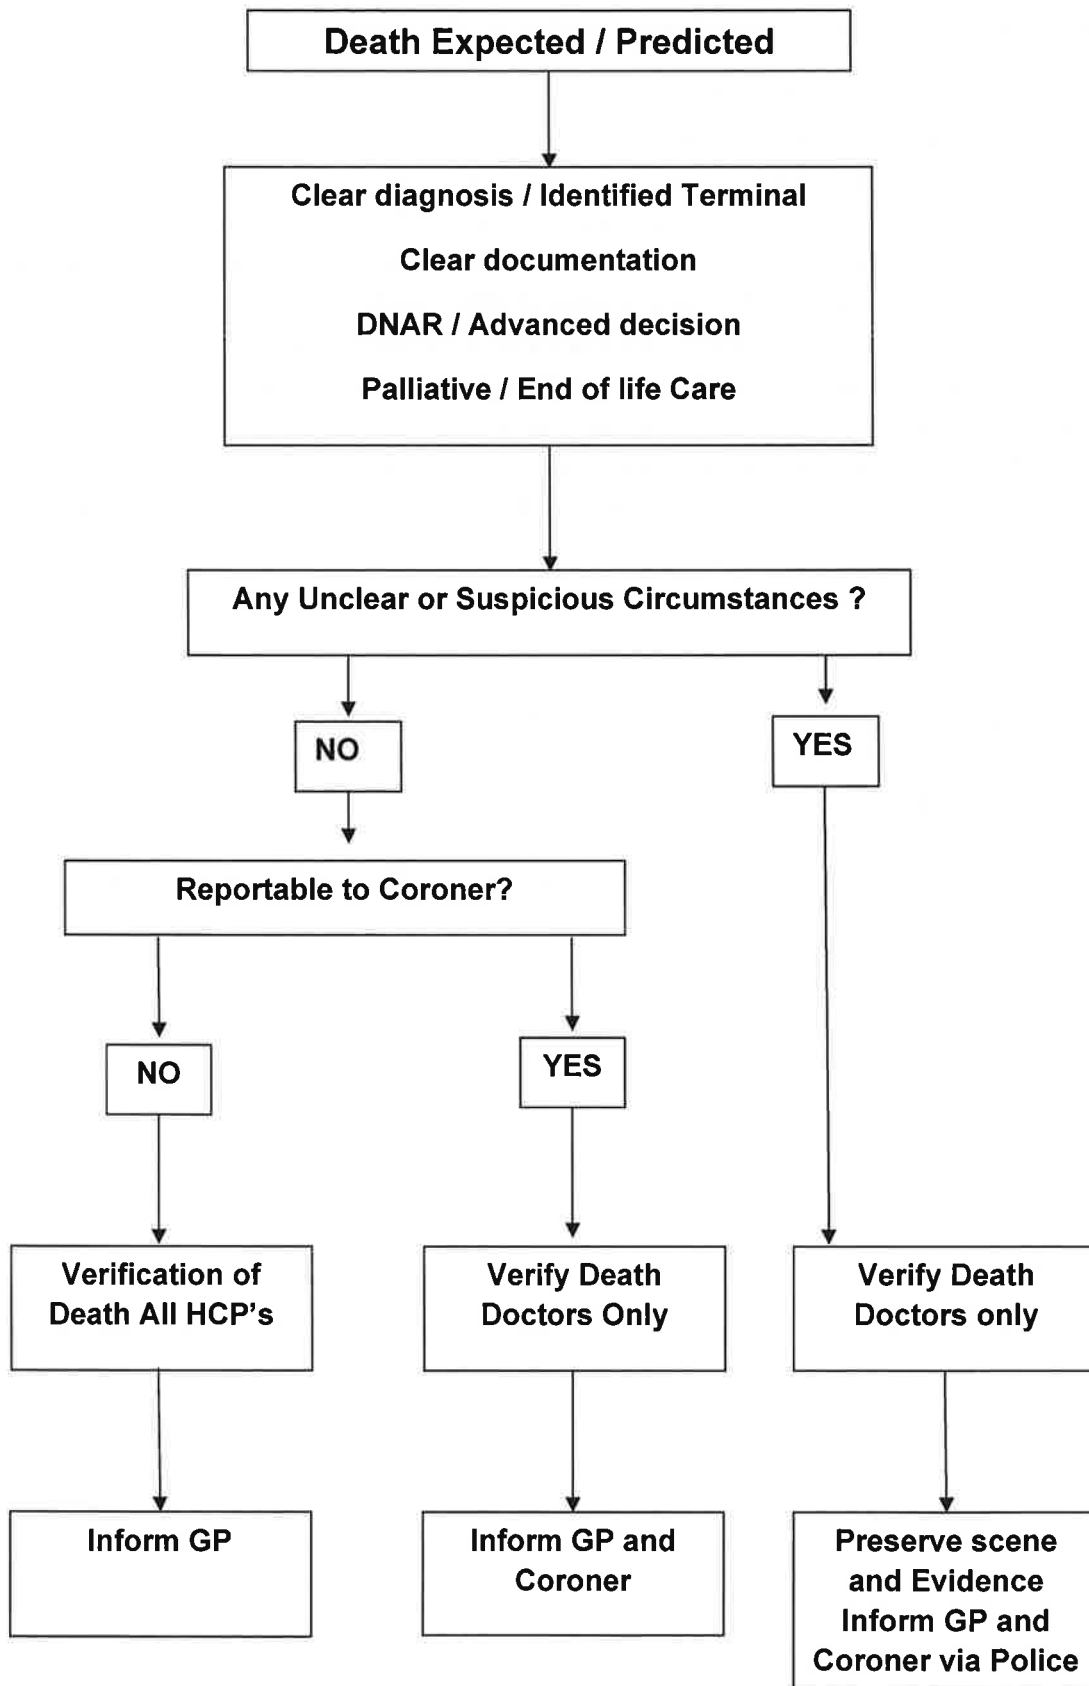 Death Expected / Predicted
Clear diagnosis / Identified Terminal
Clear documentation
DNAR / Advanced decision
Palliative / End of life Care
Any Unclear or Suspicious Circumstances ?
NO
YES
Reportable to Coroner?
NO
YES
Verification of
Death All HCP's
Verify Death
Doctors Only
Verify Death
Doctors only
Inform GP
Inform GP and
Coroner
Preserve scene
and Evidence
Inform GP and
Coroner via Police